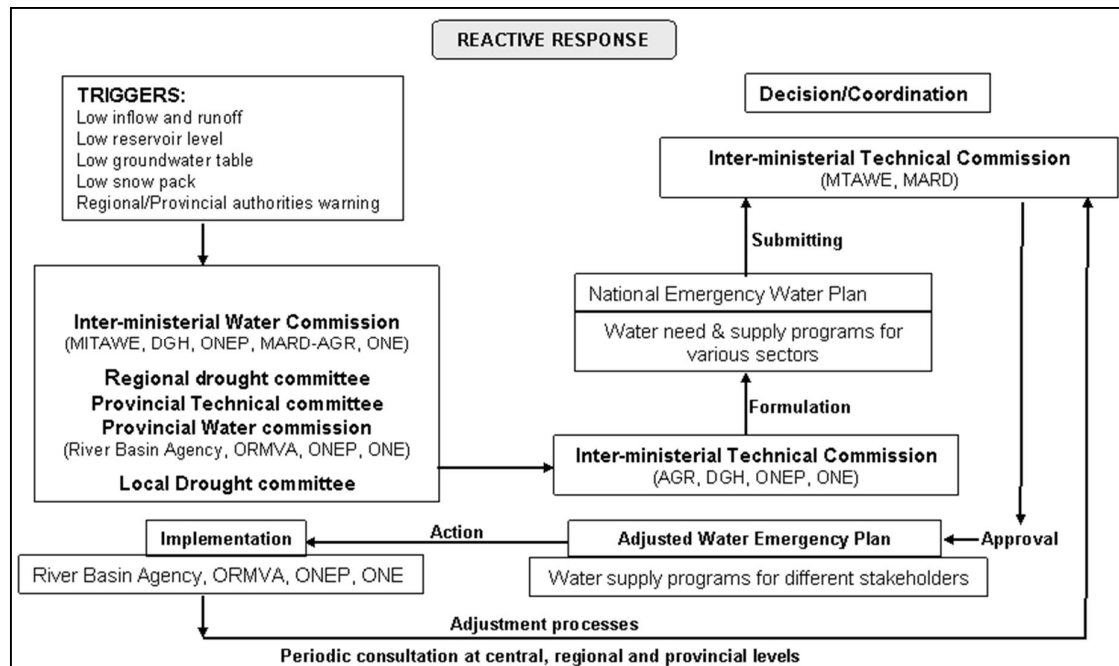 REACTIVE RESPONSE
TRIGGERS:
Low inflow and runoff
Low reservoir level
Low groundwater table
Low snow pack
Regional/Provincial authorities warning
Decision/Coordination
Inter-ministerial Technical Commission
(MTAWE, MARD)
Submitting
National Emergency Water Plan
Water need & supply programs for
various sectors
Formulation
Inter-ministerial Water Commission
(MITAWE, DGH, ONEP, MARD-AGR, ONE)
Regional drought committee
Provincial Technical committee
Provincial Water commission
(River Basin Agency, ORMVA, ONEP, ONE)
Local Drought committee
Inter-ministerial Technical Commission
(AGR, DGH, ONEP, ONE)
Implementation
Action
Adjusted Water Emergency Plan
Approval
River Basin Agency, ORMVA, ONEP, ONE
Water supply programs for different stakeholders
Adjustment processes
Periodic consultation at central, regional and provincial levels